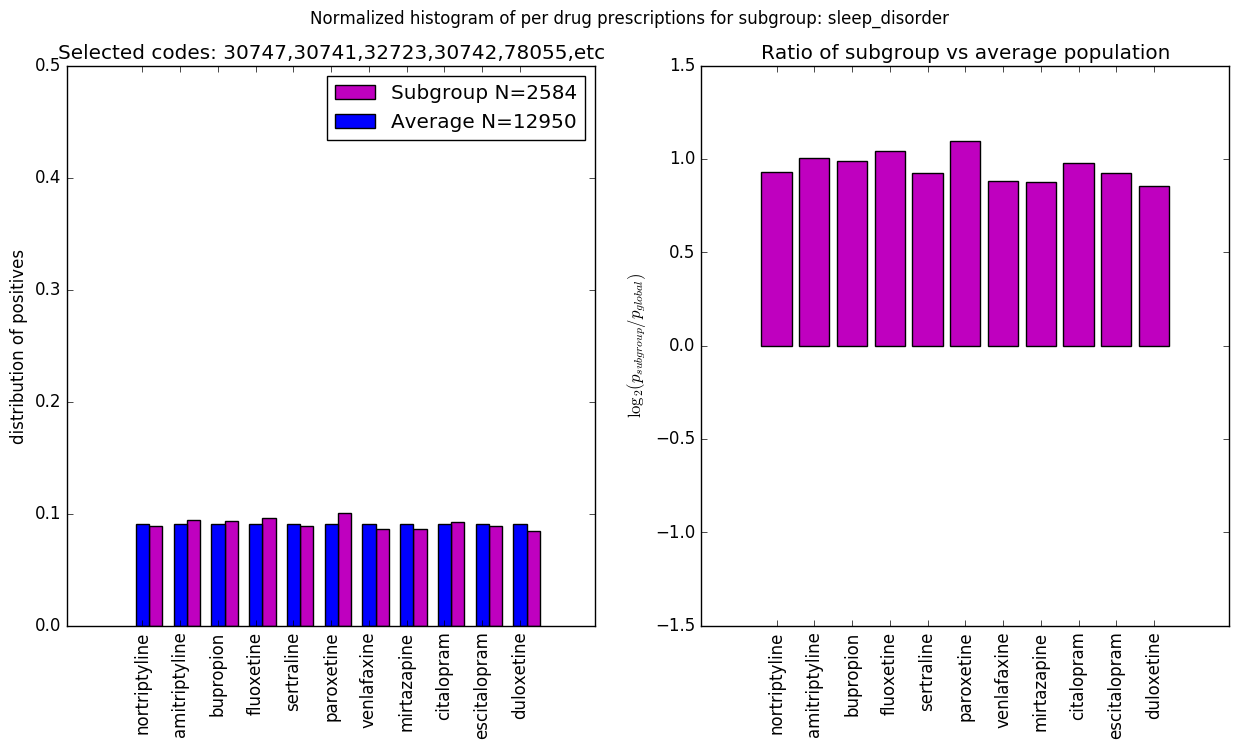 Normalized histogram of per drug prescriptions for subgroup: sleep_disorder
Selected codes: 30747,30741,32723,30742,78055,etc
0.5
0.4
0.3
0.2
0.1
0.0
distribution of positives
Subgroup N=2584
Average N=12950
nortriptyline
amitriptyline
bupropion
fluoxetine
sertraline
paroxetine
venlafaxine
mirtazapine
citalopram
escitalopram
duloxetine
Ratio of subgroup vs average population
1.5
1.0
0.5
0.0
−0.5
−1.0
−1.5
log2(psubgroup/pglobal)
nortriptyline
amitriptyline
bupropion
fluoxetine
sertraline
paroxetine
venlafaxine
mirtazapine
citalopram
escitalopram
duloxetine